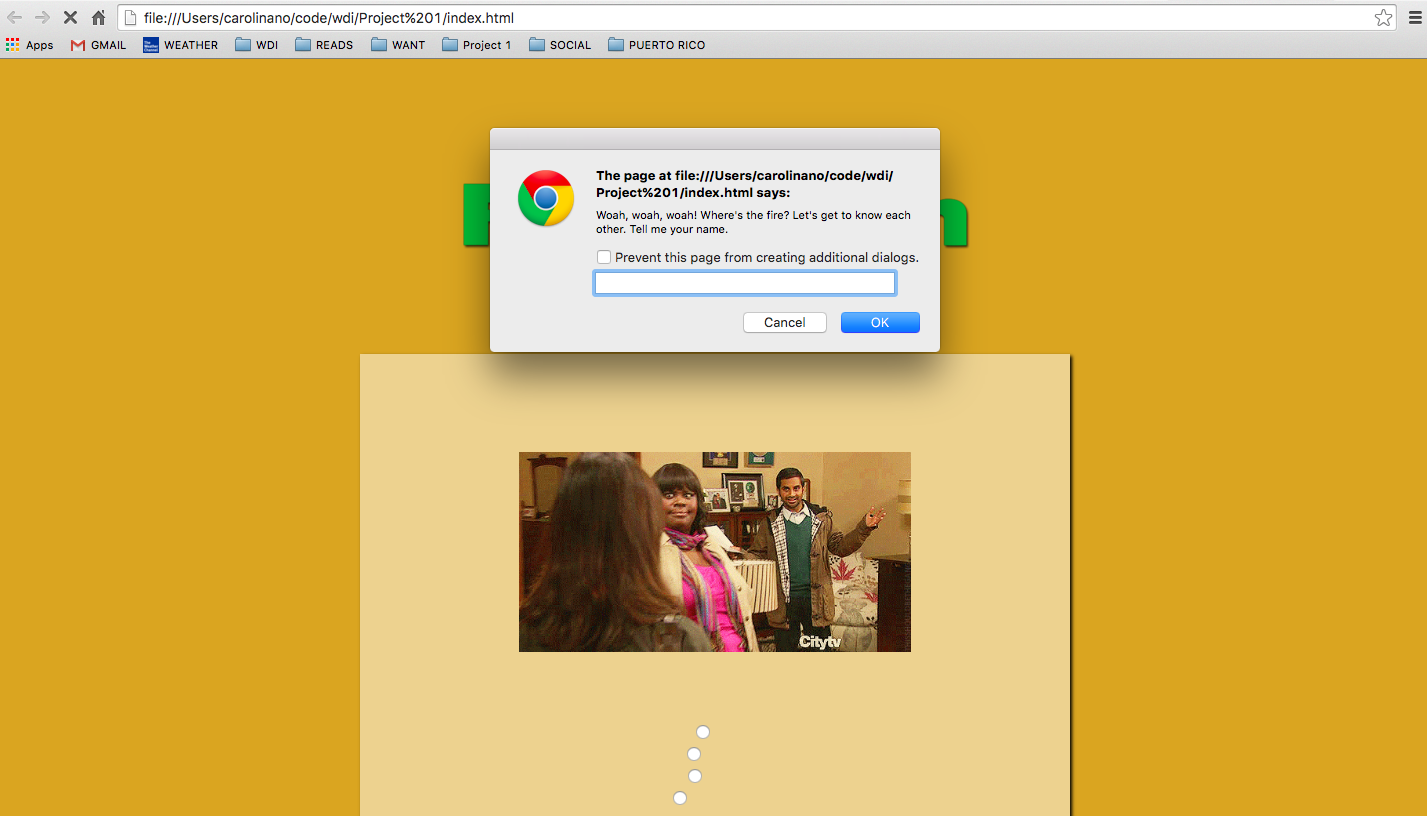 file:///Users/carolinano/code/wdi/Project%201/index.html
Apps GMAIL WEATHER WDI READS WANT Project 1 SOCIAL PUERTO RICO
The page at file:///Users/carolinano/code/wdi/
Project%201/index.html says:
Woah, woah, woah! Where's the fire? Let's get to know each
other. Tell me your name.
Prevent this page from creating additional dialogs.
Cancel OK
Citytv